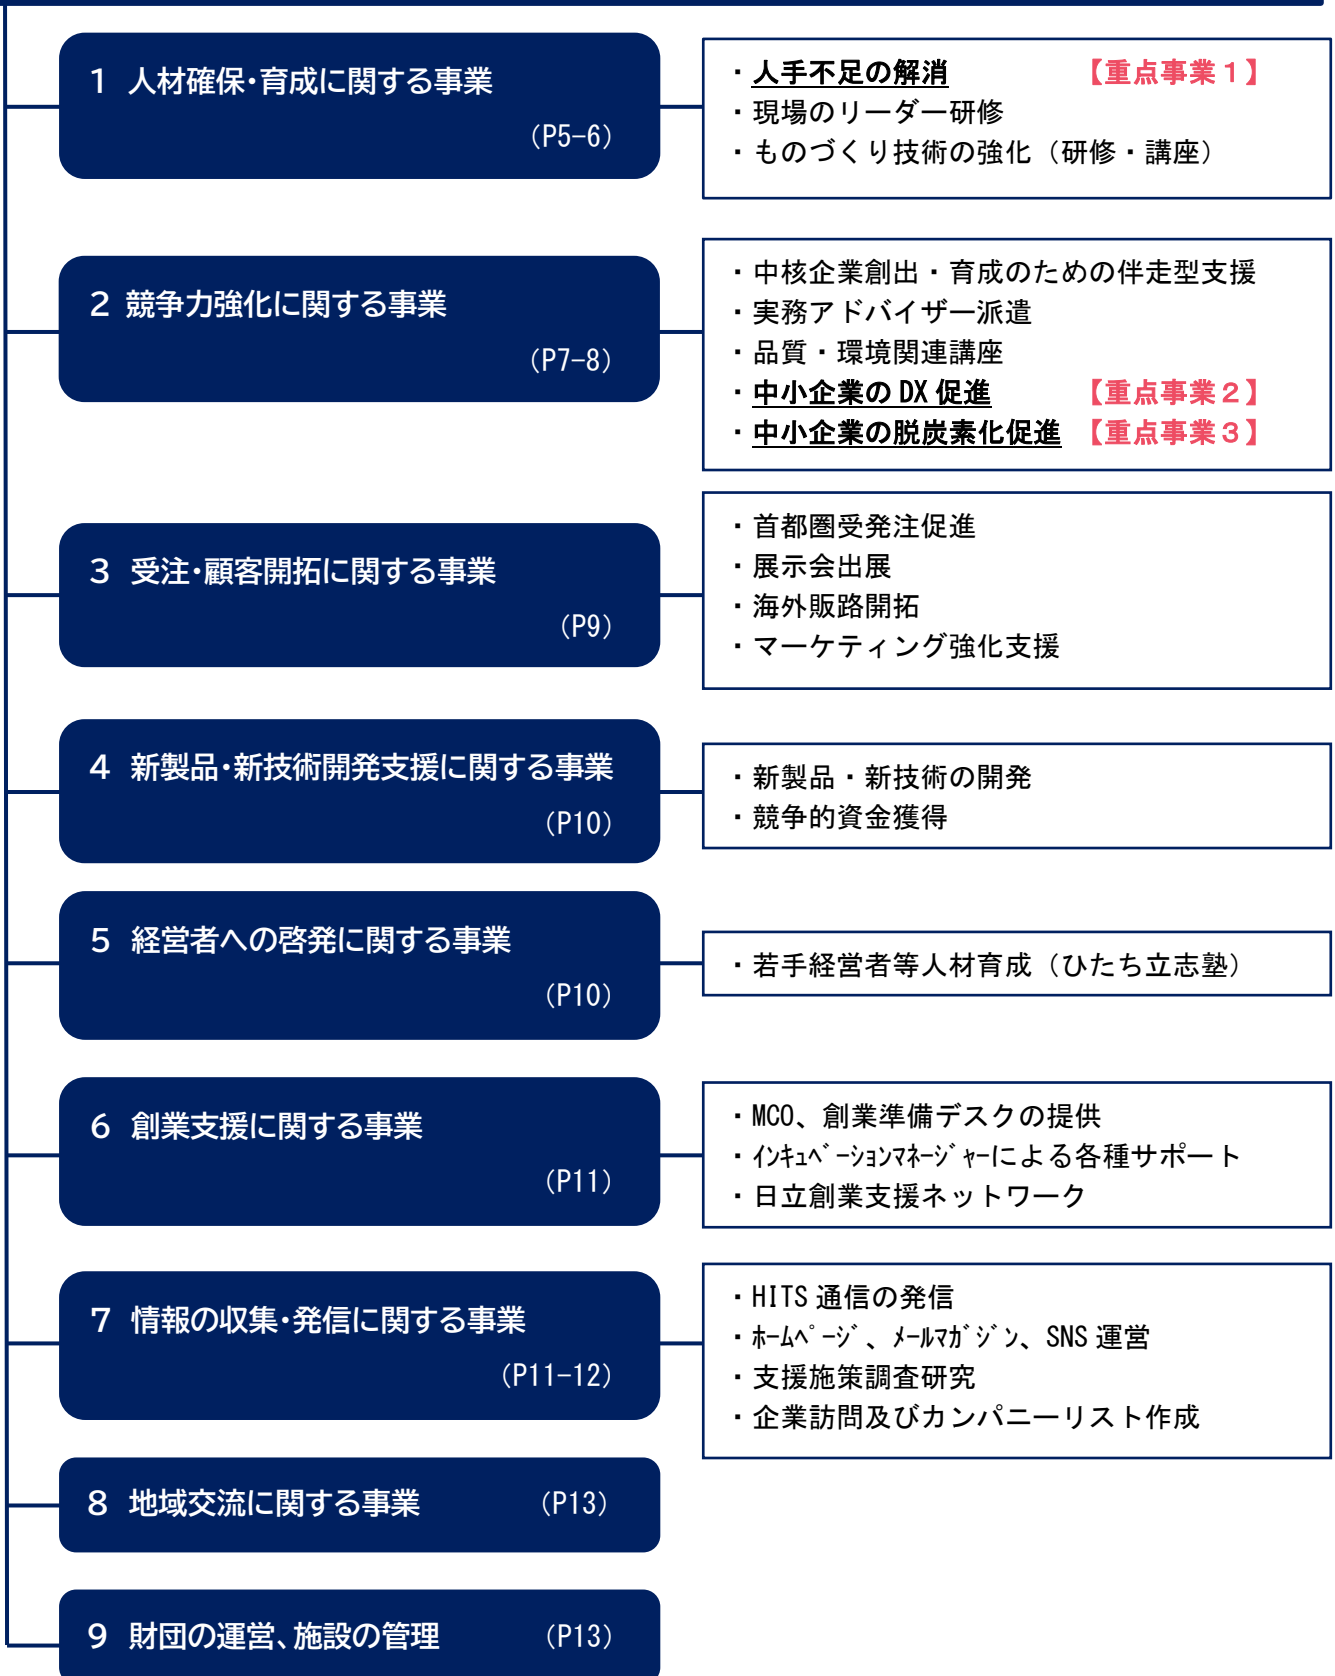 1 人材確保･育成に関する事業
（P5-6）
・人手不足の解消 【重点事業１】
・現場のリーダー研修
・ものづくり技術の強化（研修・講座）
2 競争力強化に関する事業
（P7-8）
・中核企業創出・育成のための伴走型支援
・実務アドバイザー派遣
・品質・環境関連講座
・中小企業の DX 促進 【重点事業２】
・中小企業の脱炭素化促進 【重点事業３】
3 受注･顧客開拓に関する事業
（P9）
・首都圏受発注促進
・展示会出展
・海外販路開拓
・マーケティング強化支援
4 新製品･新技術開発支援に関する事業
（P10）
・新製品・新技術の開発
・競争的資金獲得
5 経営者への啓発に関する事業
（P10）
・若手経営者等人材育成（ひたち立志塾）
6 創業支援に関する事業
（P11）
・MCO、創業準備デスクの提供
・ｲﾝｷｭﾍﾞｰｼｮﾝﾏﾈｰｼﾞｬｰによる各種サポート
・日立創業支援ネットワーク
7 情報の収集･発信に関する事業
（P11-12）
・HITS 通信の発信
・ﾎｰﾑﾍﾟｰｼﾞ、ﾒｰﾙﾏｶﾞｼﾞﾝ、SNS 運営
・支援施策調査研究
・企業訪問及びカンパニーリスト作成
8 地域交流に関する事業 （P13）
9 財団の運営、施設の管理 （P13）